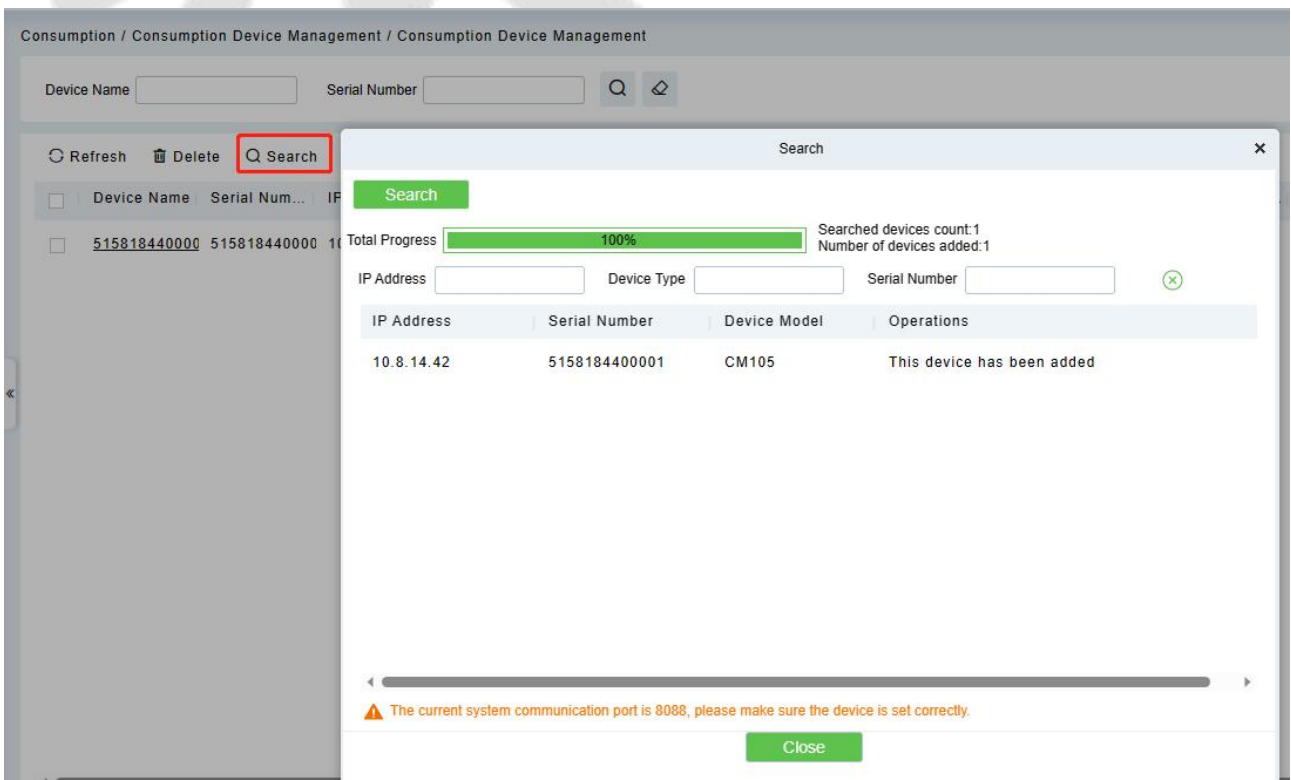 Consumption / Consumption Device Management / Consumption Device Management
Device Name Serial Number
Refresh Delete Search
Device Name Serial Num... IP
515818440000 515818440000 10
Search
Search
Total Progress 100% Searched devices count:1
Number of devices added:1
IP Address Device Type Serial Number
IP Address Serial Number Device Model Operations
10.8.14.42 5158184400001 CM105 This device has been added
The current system communication port is 8088, please make sure the device is set correctly.
Close